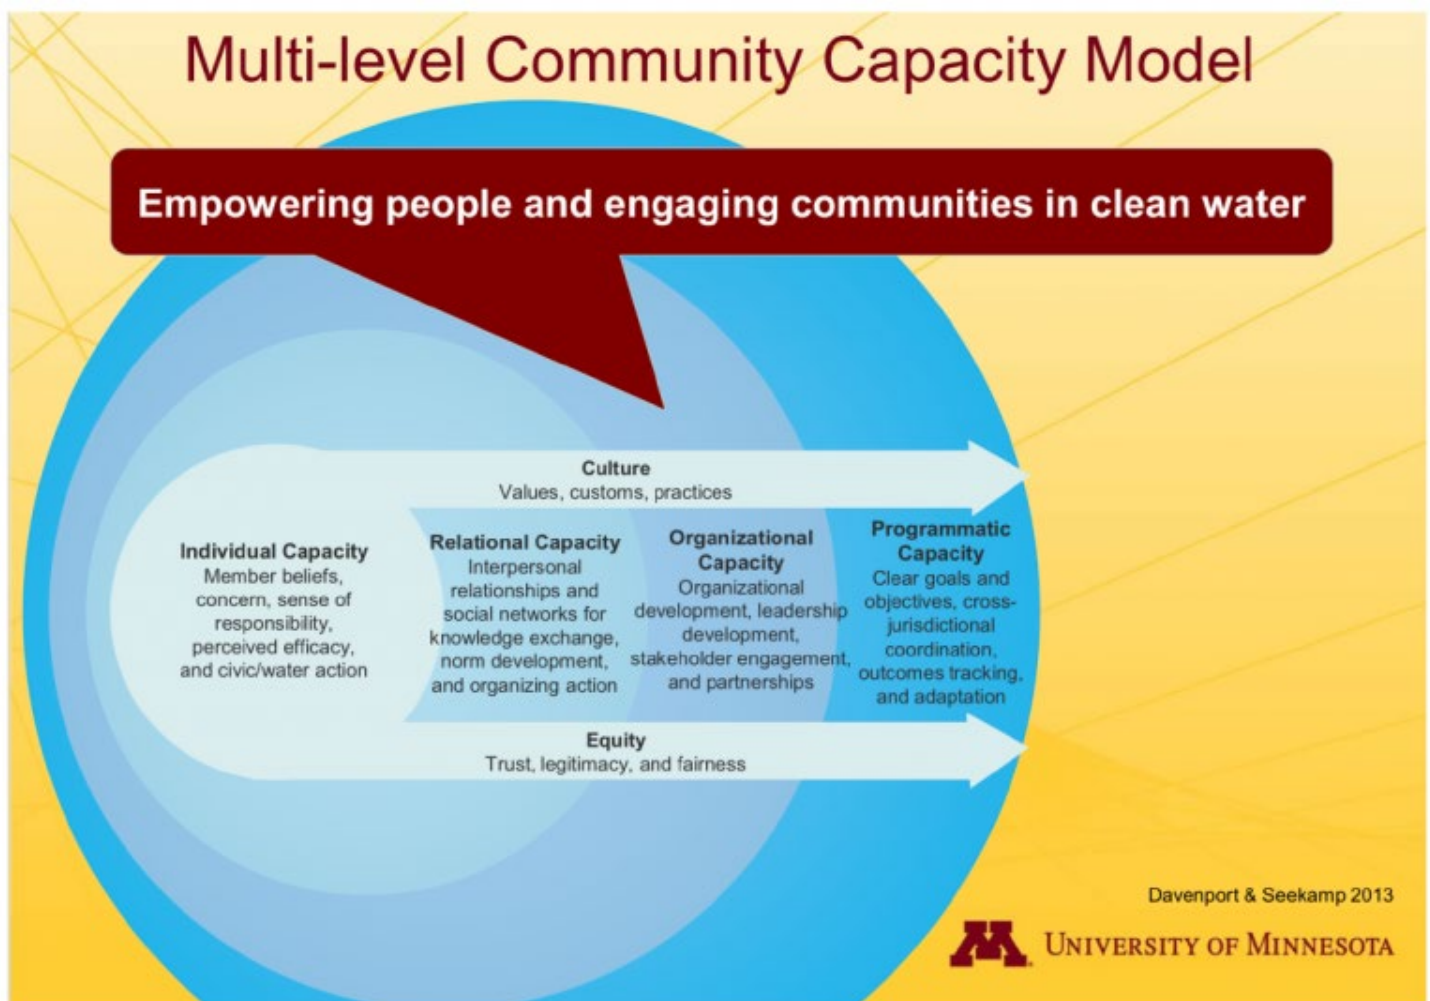 Multi-level Community Capacity Model
Empowering people and engaging communities in clean water
Culture
Values, customs, practices
Individual Capacity
Member beliefs,
concern, sense of
responsibility,
perceived efficacy,
and civic/water action
Relational Capacity
Interpersonal
relationships and
social networks for
knowledge exchange,
norm development,
and organizing action
Organizational
Capacity
Organizational
development, leadership
development,
stakeholder engagement,
and partnerships
Programmatic
Capacity
Clear goals and
objectives, cross-
jurisdictional
coordination,
outcomes tracking,
and adaptation
Equity
Trust, legitimacy, and fairness
Davenport & Seekamp 2013
M
UNIVERSITY OF MINNESOTA